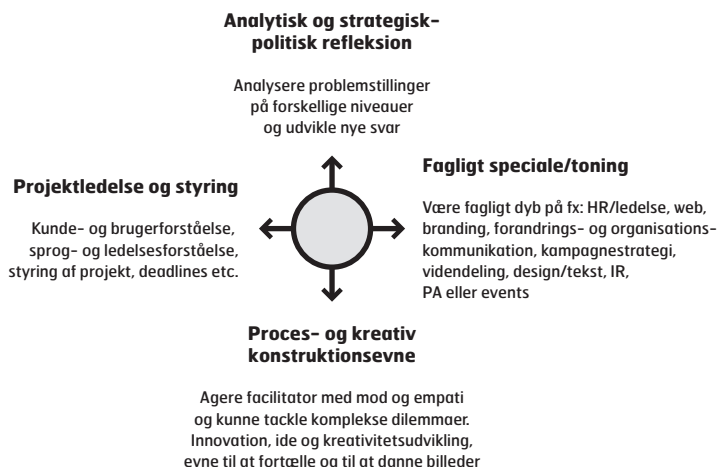 Analytisk og strategisk-
politisk refleksion
Analysere problemstillinger
på forskellige niveauer
og udvikle nye svar
Projektledelse og styring
Kunde- og brugerforståelse,
sprog- og ledelsesforståelse,
styring af projekt, deadlines etc.
Fagligt speciale/toning
Være fagligt dyb på fx: HR/ledelse, web,
branding, forandrings- og organisations-
kommunikation, kampagnestrategi,
videndeling, design/tekst, IR,
PA eller events
Proces- og kreativ
konstruktionsevne
Agere facilitator med mod og empati
og kunne tackle komplekse dilemmaer.
Innovation, ide og kreativitetsudvikling,
evne til at fortælle og til at danne billeder